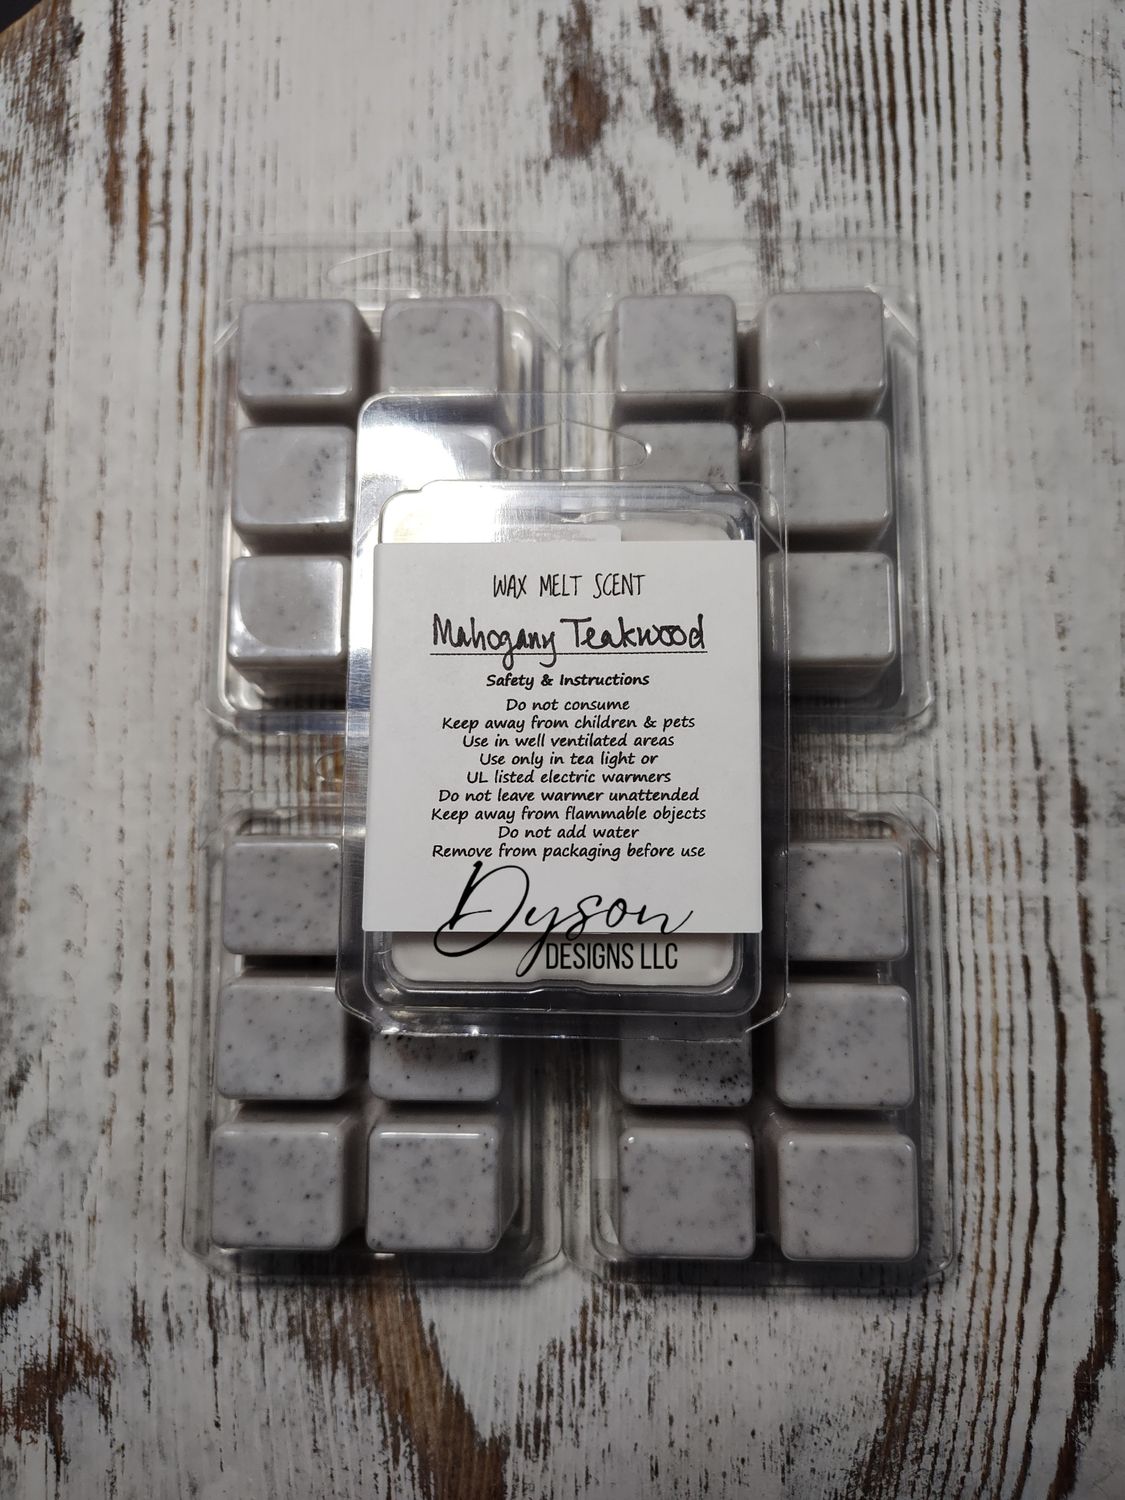 WAX MELT SCENT
Mahogany Teakwood
Safety & Instructions
Do not consume
Keep away from children & pets
Use in well ventilated areas
Use only in tea light or
UL listed electric warmers
Do not leave warmer unattended
Keep away from flammable objects
Do not add water
Remove from packaging before use
Dyson
DESIGNS LLC